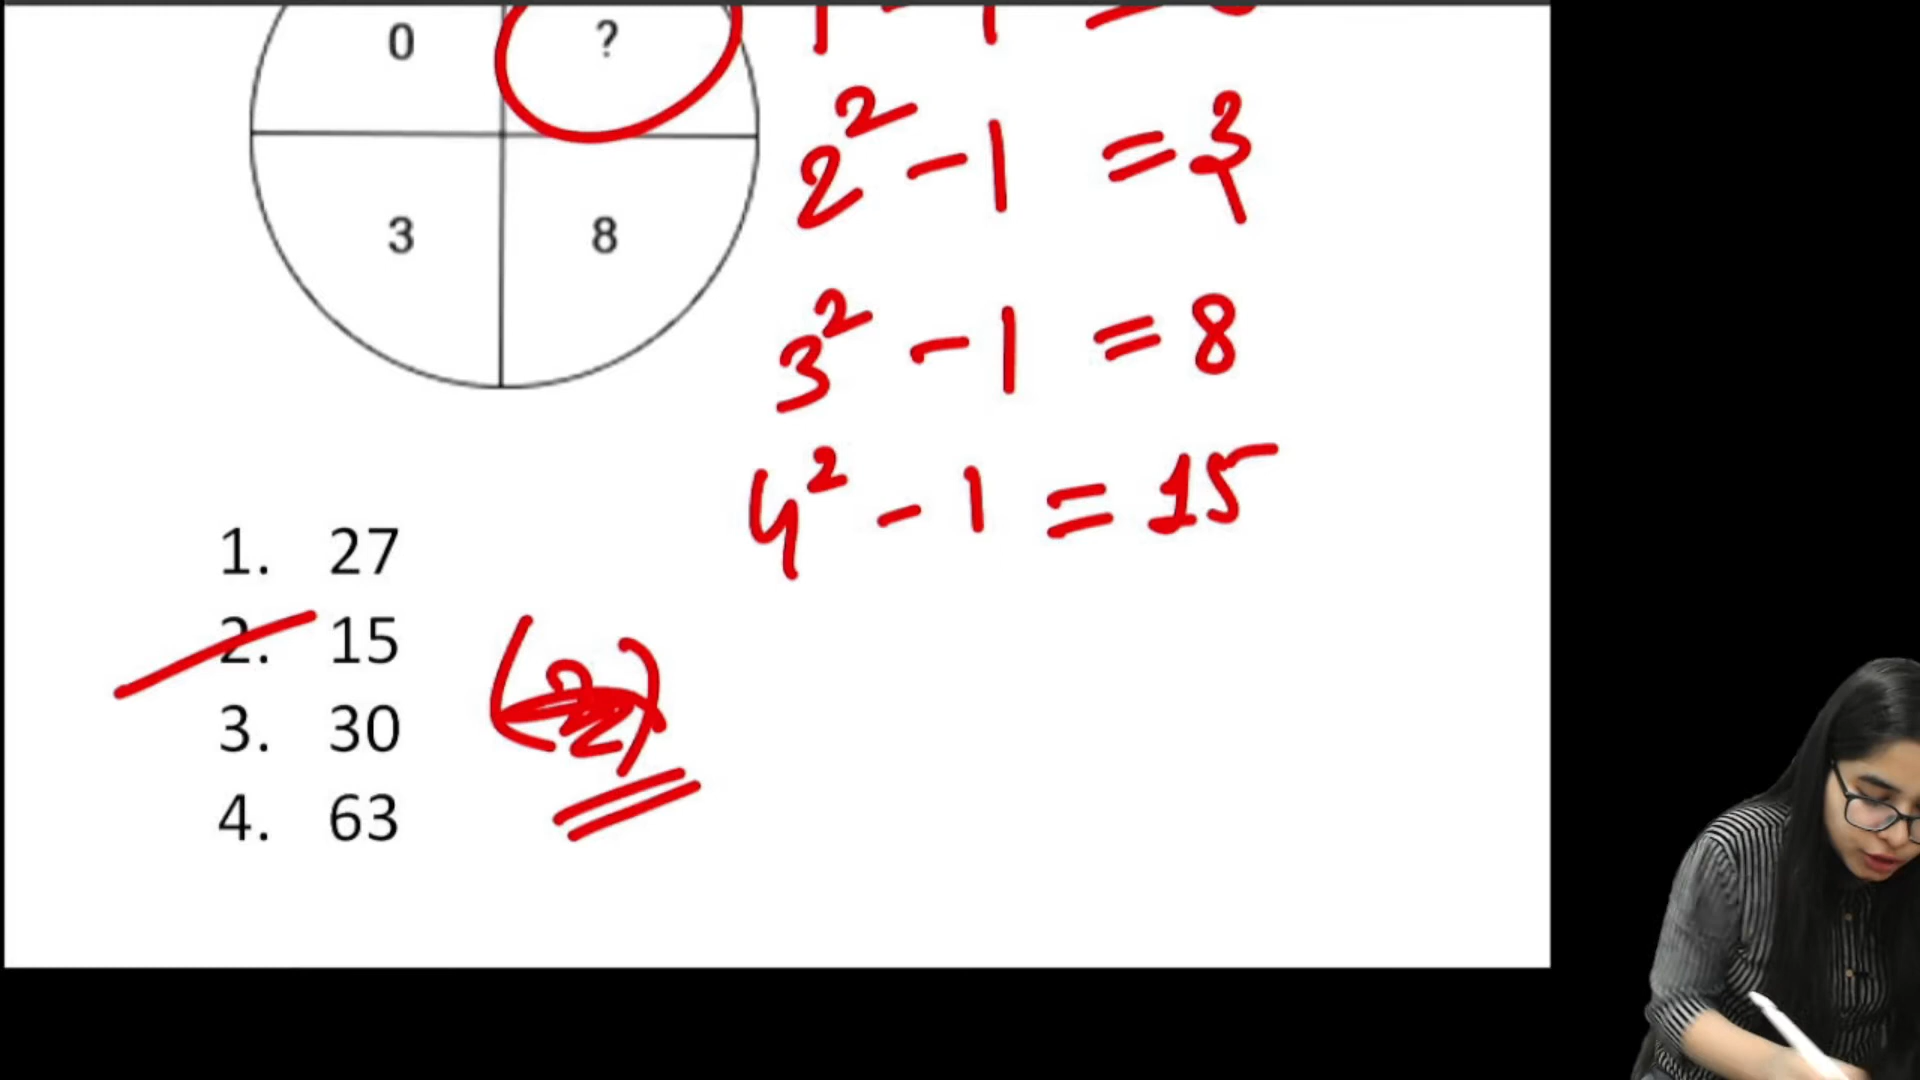 0 ?
3 8
2² - 1 = 3
3² - 1 = 8
4² - 1 = 15
1. 27
2. 15
3. 30
4. 63
(2)